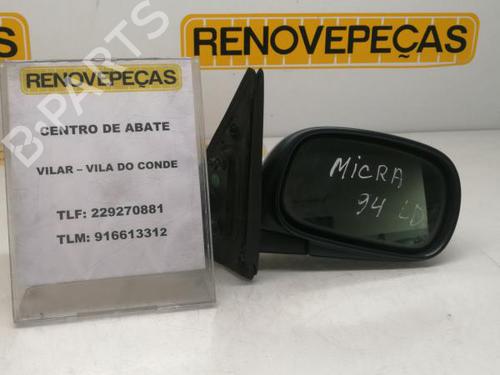 RENOVEPEÇAS
RENOVEPEÇAS
CENTRO DE ABATE
VILAR – VILA DO CONDE
TLF: 229270881
TLM: 916613312
MICRA
94 LD
B-PARTS